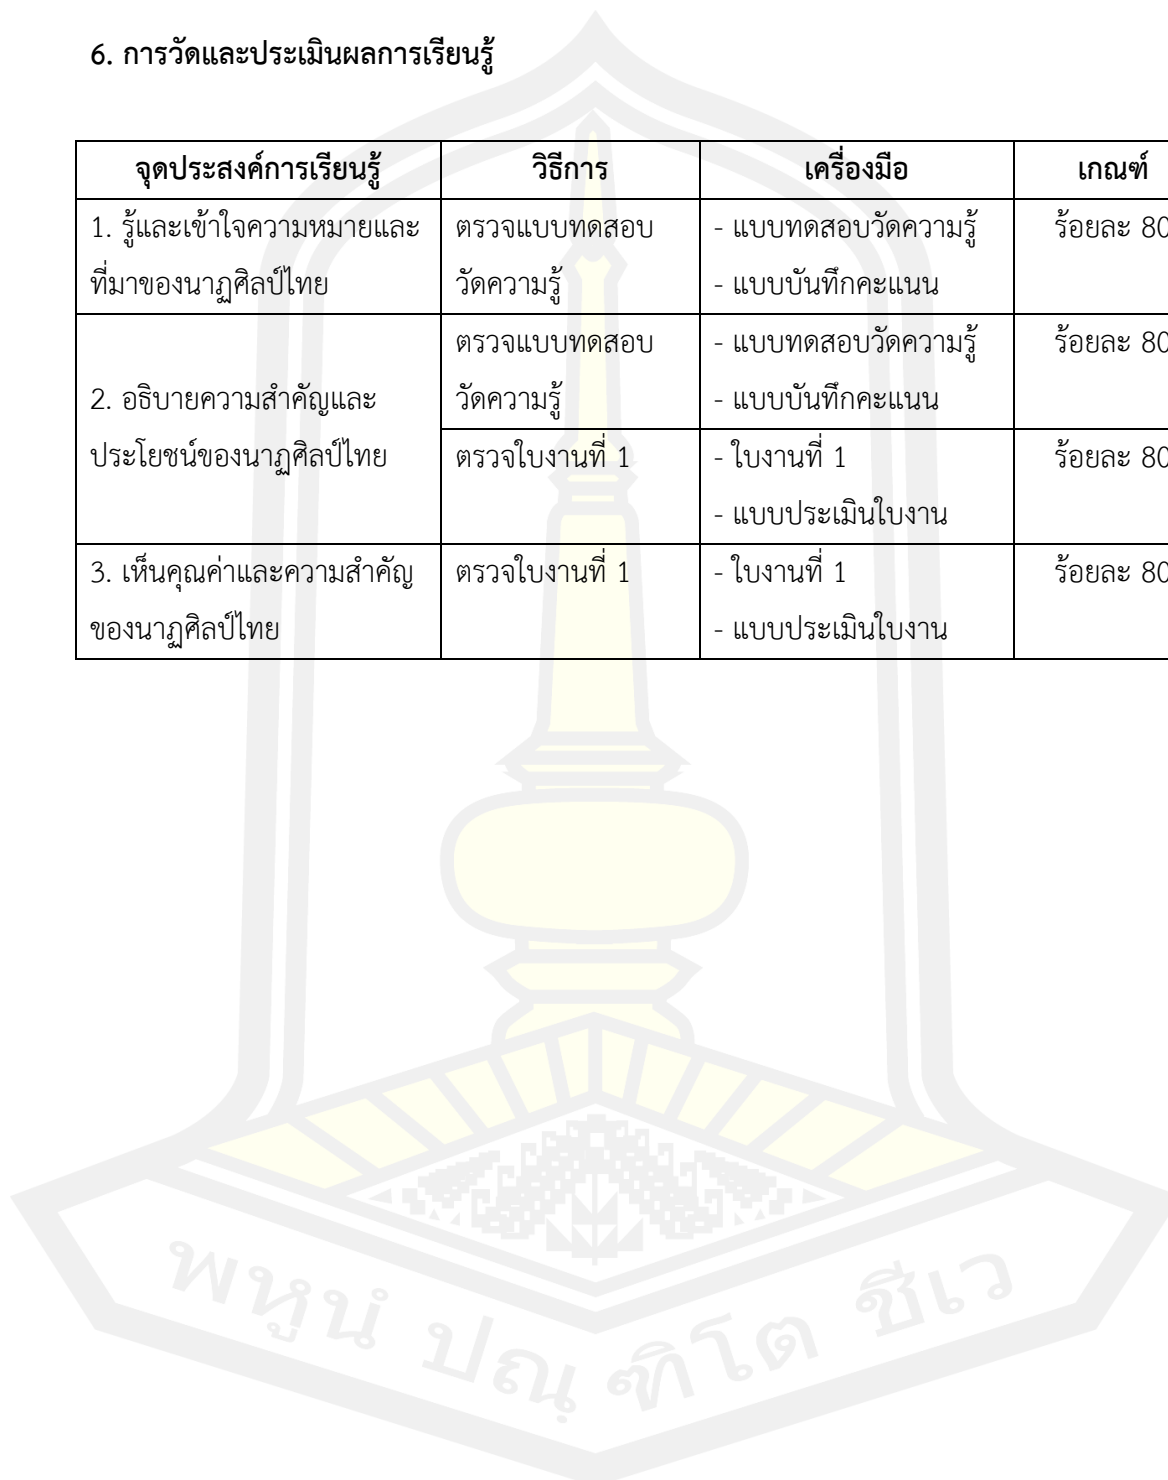 6. การวัดและประเมินผลการเรียนรู้
จุดประสงค์การเรียนรู้ วิธีการ เครื่องมือ เกณฑ์
1. รู้และเข้าใจความหมายและ ตรวจแบบทดสอบ - แบบทดสอบวัดความรู้ ร้อยละ 80
ที่มาของนาฏศิลป์ไทย วัดความรู้ - แบบบันทึกคะแนน
ตรวจแบบทดสอบ - แบบทดสอบวัดความรู้ ร้อยละ 80
2. อธิบายความสำคัญและ วัดความรู้ - แบบบันทึกคะแนน
ประโยชน์ของนาฏศิลป์ไทย ตรวจใบงานที่ 1 - ใบงานที่ 1 ร้อยละ 80
- แบบประเมินใบงาน
3. เห็นคุณค่าและความสำคัญ ตรวจใบงานที่ 1 - ใบงานที่ 1 ร้อยละ 80
ของนาฏศิลป์ไทย - แบบประเมินใบงาน
พหูนํ ปณฺฑิโต ชีเว